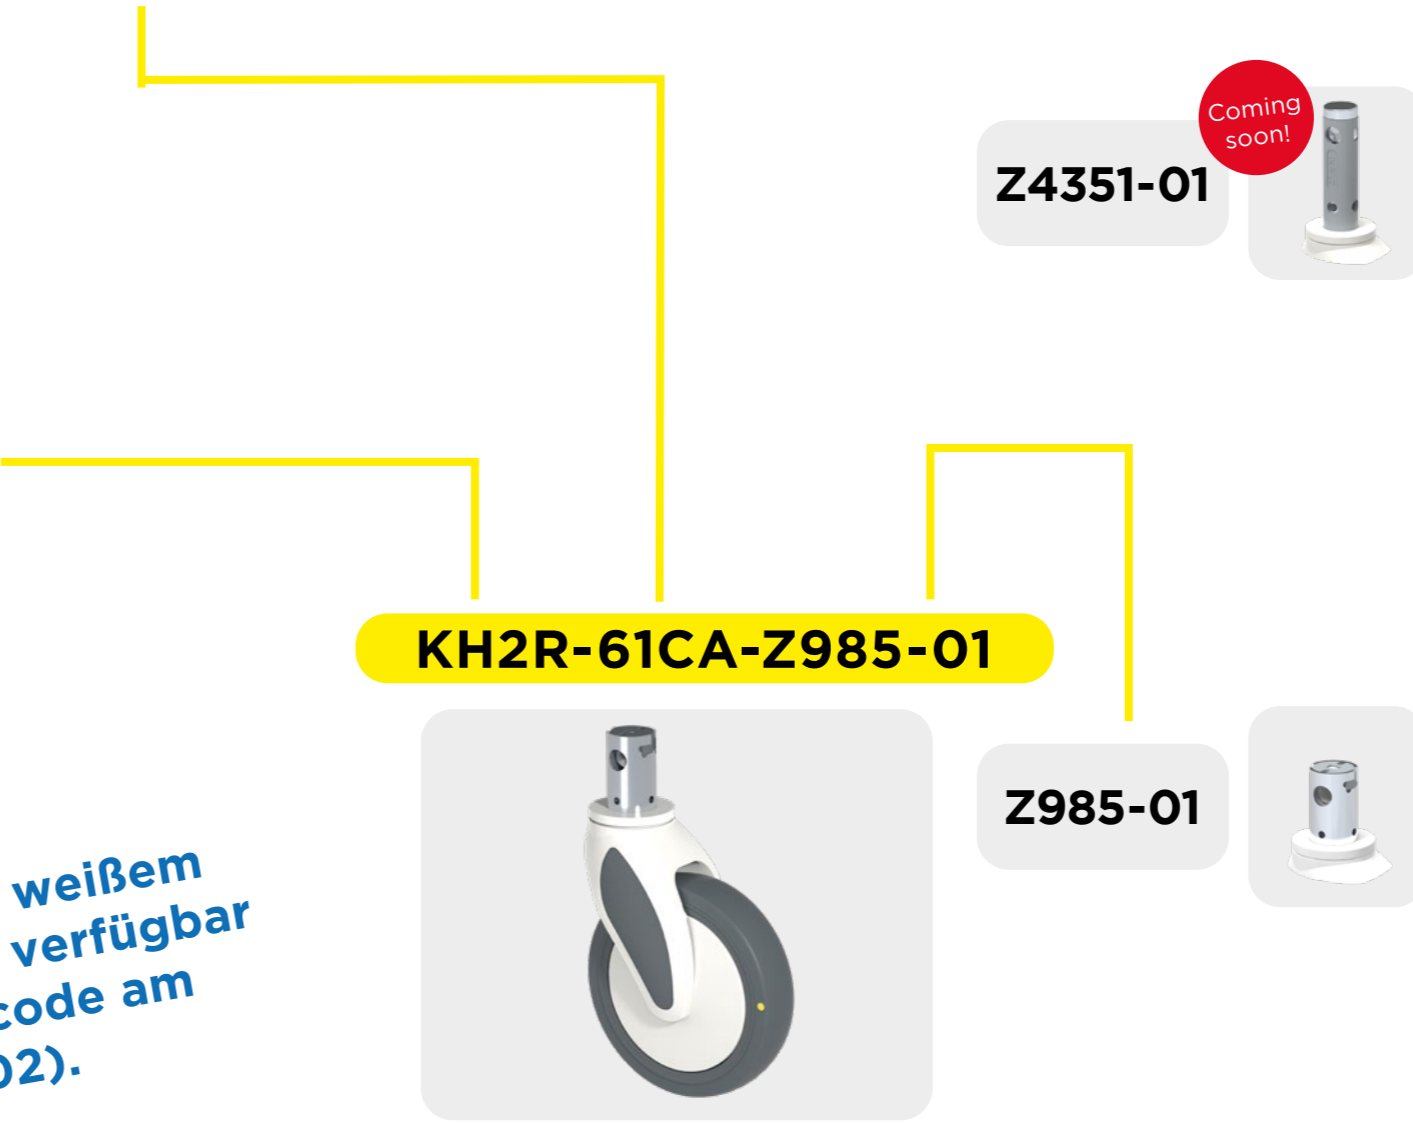 Coming
soon!
Z4351-01
KH2R-61CA-Z985-01
Z985-01
weißem
verfügbar
code am
02).